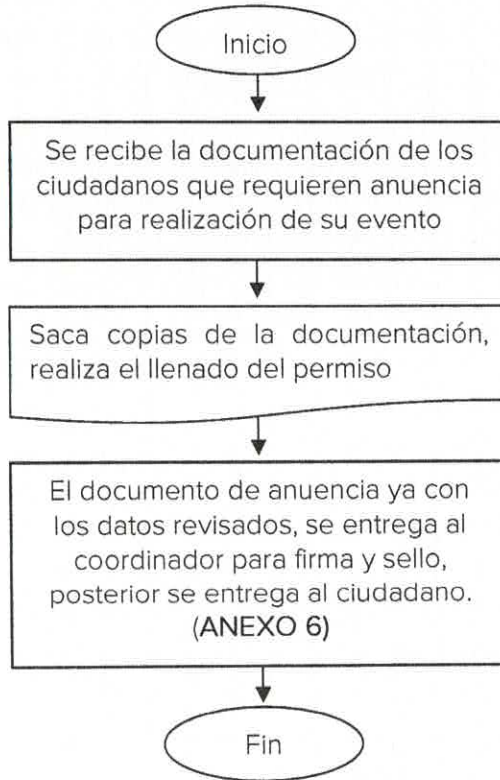 Inicio
Se recibe la documentación de los
ciudadanos que requieren anuencia
para realización de su evento
Saca copias de la documentación,
realiza el llenado del permiso
El documento de anuencia ya con
los datos revisados, se entrega al
coordinador para firma y sello,
posterior se entrega al ciudadano.
(ANEXO 6)
Fin